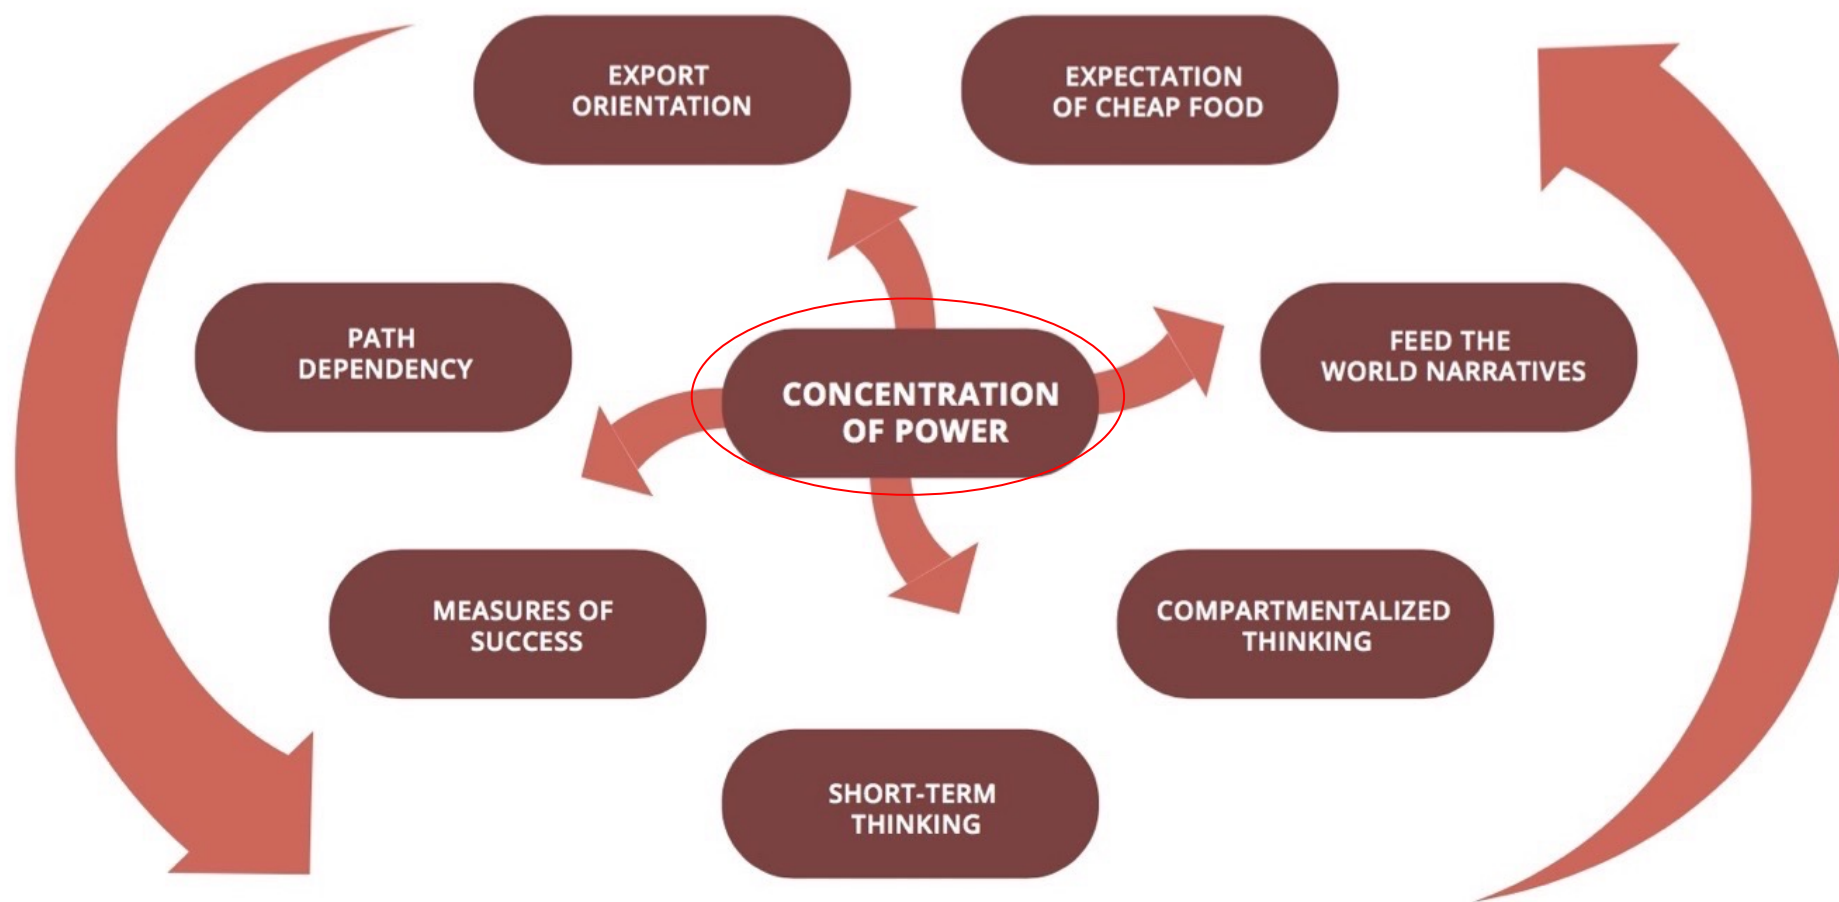 EXPORT
ORIENTATION
EXPECTATION
OF CHEAP FOOD
PATH
DEPENDENCY
CONCENTRATION
OF POWER
FEED THE
WORLD NARRATIVES
MEASURES OF
SUCCESS
COMPARTMENTALIZED
THINKING
SHORT-TERM
THINKING